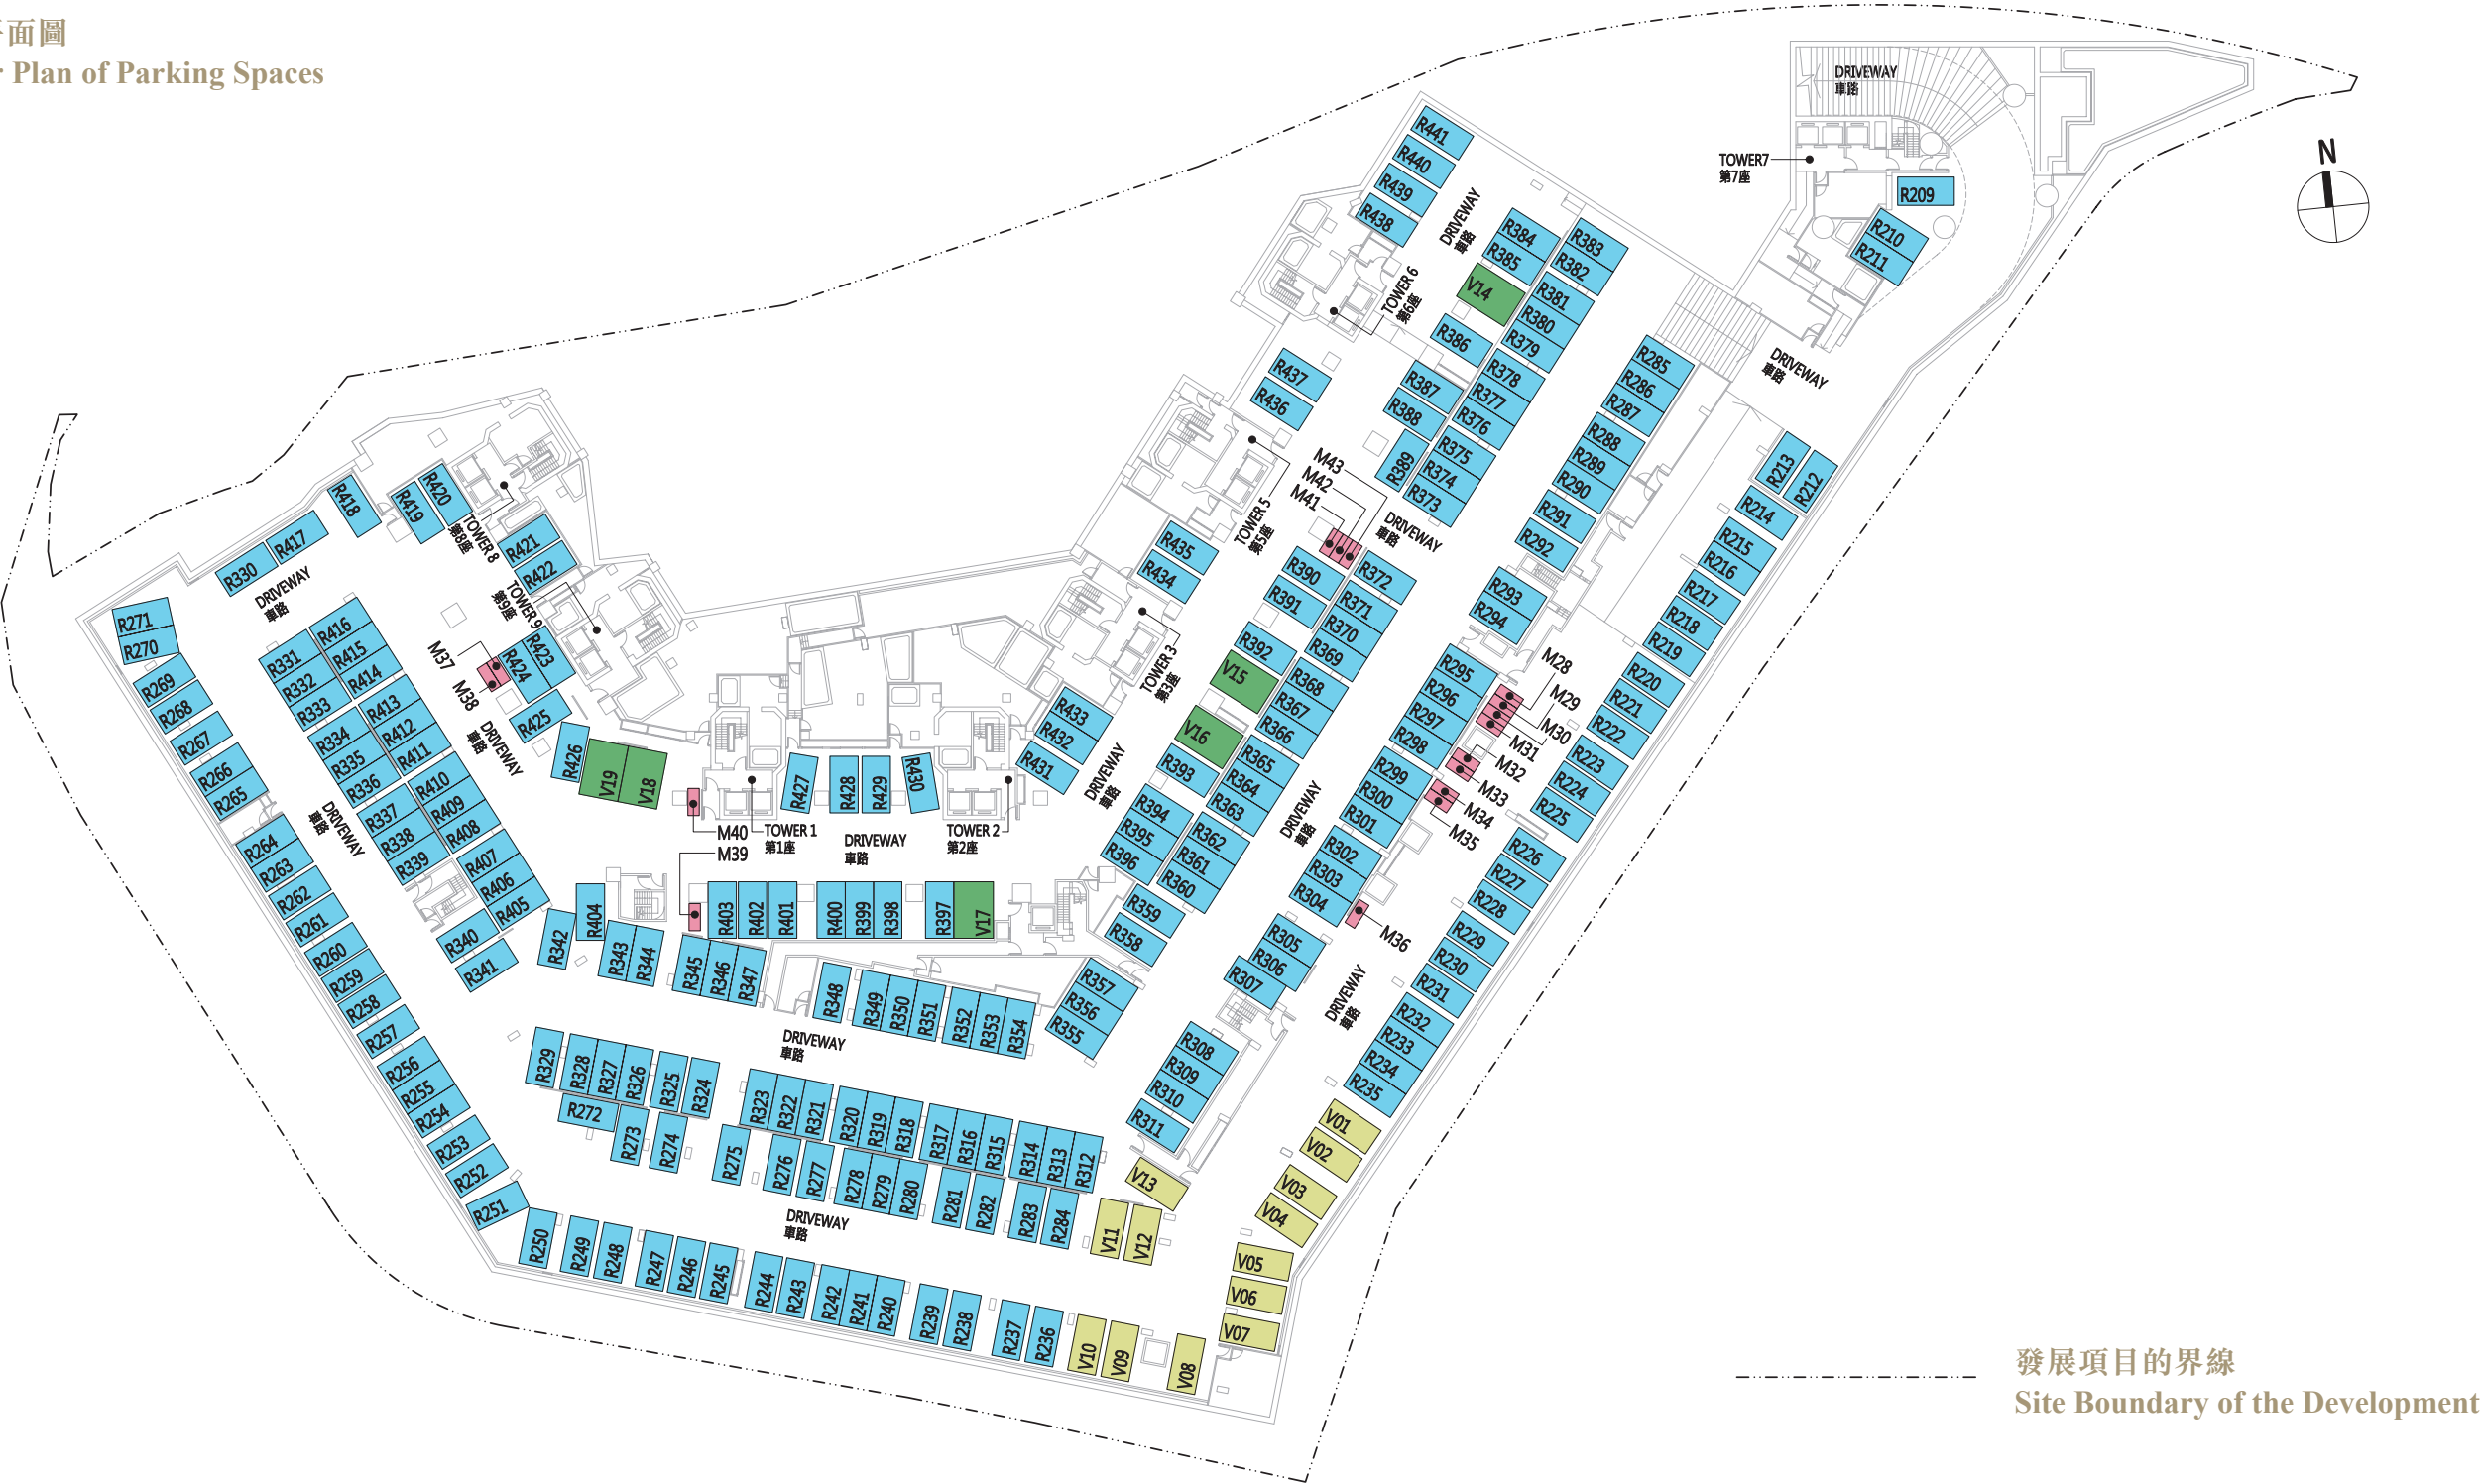 平面圖
Plan of Parking Spaces
DRIVEWAY
車路
TOWER7
第7座
N
R209
R210
R211
R441
R440
R439
R438
DRIVEWAY
車路
R384
R385
V14
R386
R387
R388
R389
R383
R382
R381
R380
R379
R378
R377
R376
R375
R374
R373
TOWER 6
第6座
R437
R436
DRIVEWAY
車路
R285
R286
R287
R288
R289
R290
R291
R292
R293
R294
R295
R296
R297
R298
R299
R300
R301
R302
R303
R304
R305
R306
R307
R308
R309
R310
R311
R213
R212
R214
R215
R216
R217
R218
R219
R220
R221
R222
R223
R224
R225
R226
R227
R228
R229
R230
R231
R232
R233
R234
R235
M43
M42
M41
TOWER 5
第5座
DRIVEWAY
車路
R435
R434
R390
R391
R392
V15
V16
R393
R394
R395
R396
R372
R371
R370
R369
R368
R367
R366
R365
R364
R363
R362
R361
R360
R359
R358
R357
R356
R355
M28
M29
M30
M31
M32
M33
M34
M35
M36
DRIVEWAY
車路
DRIVEWAY
車路
TOWER 3
第3座
R433
R432
R431
DRIVEWAY
車路
R418
R419
R420
TOWER 8
第8座
R417
R330
DRIVEWAY
車路
R421
R422
TOWER 9
第9座
R423
R424
R425
R426
M37
M38
DRIVEWAY
車路
V19
V18
R427
R428
R429
R430
M40
M39
TOWER 1
第1座
DRIVEWAY
車路
TOWER 2
第2座
R271
R270
R269
R268
R267
R266
R265
R264
R263
R262
R261
R260
R259
R258
R257
R256
R255
R254
R253
R252
R251
R331
R332
R333
R334
R335
R336
R337
R338
R339
R340
R341
R416
R415
R414
R413
R412
R411
R410
R409
R408
R407
R406
R405
DRIVEWAY
車路
R342
R404
R343
R344
R345
R346
R347
R403
R402
R401
R400
R399
R398
R397
V17
R348
R349
R350
R351
R352
R353
R354
DRIVEWAY
車路
R329
R328
R327
R326
R325
R324
R323
R322
R321
R320
R319
R318
R317
R316
R315
R314
R313
R312
R272
R273
R274
R275
R276
R277
R278
R279
R280
R281
R282
R283
R284
DRIVEWAY
車路
R250
R249
R248
R247
R246
R245
R244
R243
R242
R241
R240
R239
R238
R237
R236
V01
V02
V03
V04
V05
V06
V07
V13
V11
V12
V10
V09
V08
發展項目的界線
Site Boundary of the Development